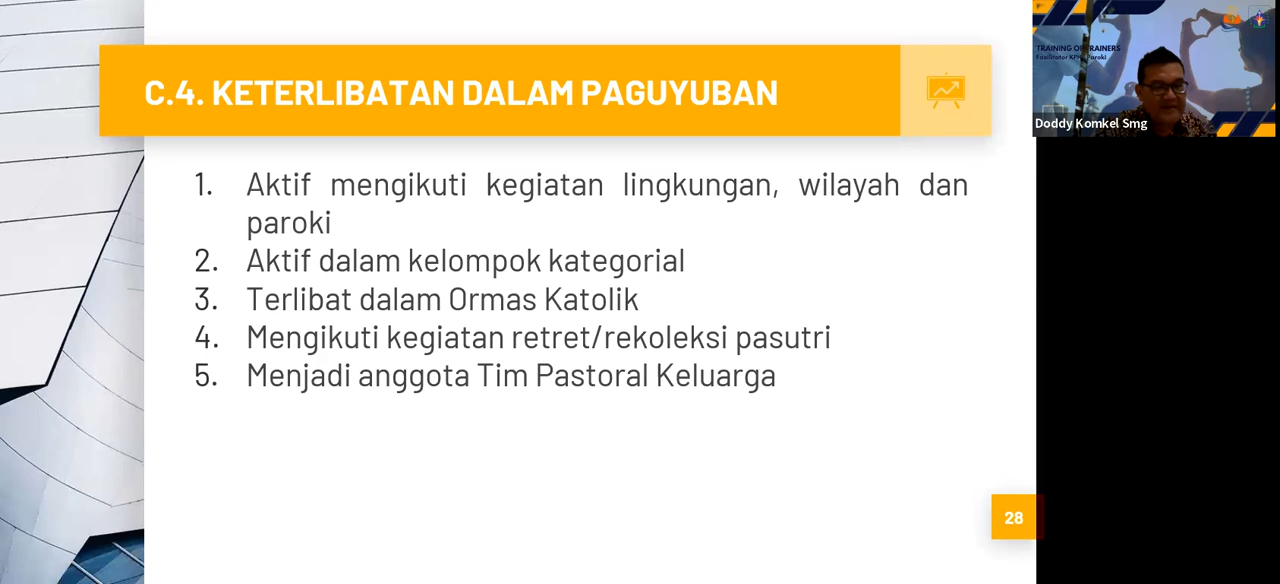 C.4. KETERLIBATAN DALAM PAGUYUBAN
1. Aktif mengikuti kegiatan lingkungan, wilayah dan
paroki
2. Aktif dalam kelompok kategorial
3. Terlibat dalam Ormas Katolik
4. Mengikuti kegiatan retret/rekoleksi pasutri
5. Menjadi anggota Tim Pastoral Keluarga
28
TRAINING OF TRAINERS
Fasilitator Paroki
Doddy Komkel Smg